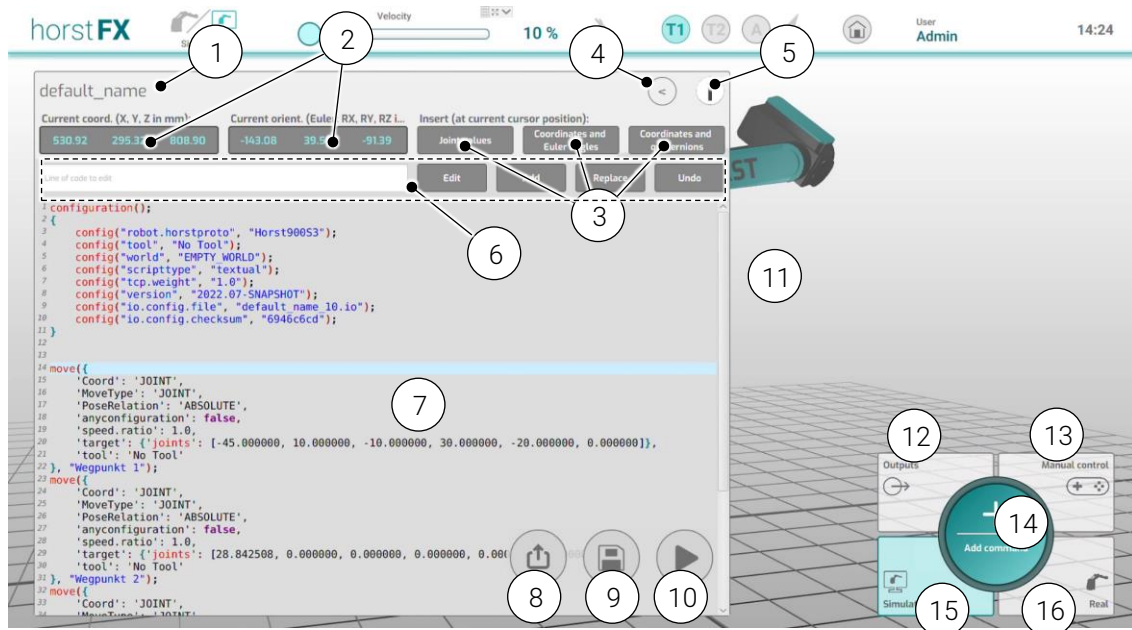 horstFX
Velocity
10 %
T1
T2
A
User
Admin
14:24
1
2
4
5
default_name
<
Current coord. (X, Y, Z in mm):
Current orient. (Euler RX, RY, RZ i...
Insert (at current cursor position):
530.92 808.90
-143.08 -91.39
Joint values
Coordinates and
Euler angles
Coordinates and
Line of code to edit
Edit
Replace
Undo
3
6
11
1 configuration();
2 {
3 config("robot.horstproto", "Horst900S3");
4 config("tool", "No Tool");
5 config("world", "EMPTY_WORLD");
6 config("scripttype", "textual");
7 config("tcp.weight", "1.0");
8 config("version", "2022.07-SNAPSHOT");
9 config("io.config.file", "default_name_10.io");
10 config("io.config.checksum", "6946c6cd");
11 }
12
13
14 move({
15 'Coord': 'JOINT',
16 'MoveType': 'JOINT',
17 'PoseRelation': 'ABSOLUTE',
18 'anyconfiguration': false,
19 'speed.ratio': 1.0,
20 'target': {'joints': [-45.000000, 10.000000, -10.000000, 30.000000, -20.000000, 0.000000]},
21 'tool': 'No Tool'
22 }, "Wegpunkt 1");
23 move({
24 'Coord': 'JOINT',
25 'MoveType': 'JOINT',
26 'PoseRelation': 'ABSOLUTE',
27 'anyconfiguration': false,
28 'speed.ratio': 1.0,
29 'target': {'joints': [28.842508, 0.000000, 0.000000, 0.000000,
30 'tool': 'No Tool'
31 }, "Wegpunkt 2");
32 move({
33 'Coord': 'JOINT',
7
8
9
10
12
13
Outputs
Manual control
14
Add command
15
16
Real